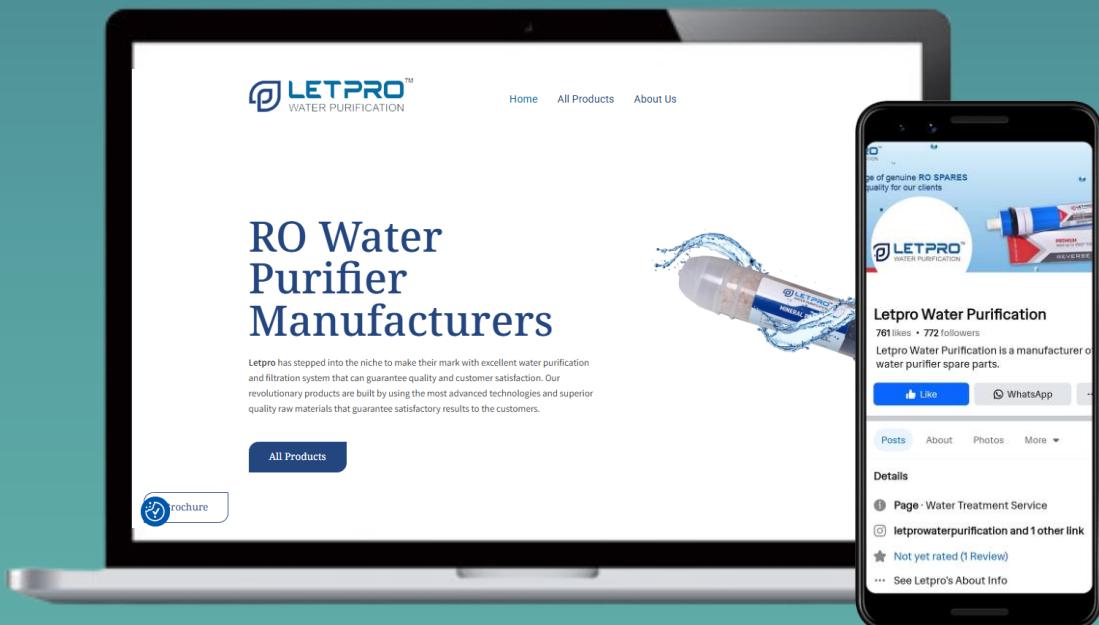 LETPRO™
WATER PURIFICATION
Home All Products About Us
RO Water
Purifier
Manufacturers
Letpro has stepped into the niche to make their mark with excellent water purification
and filtration system that can guarantee quality and customer satisfaction. Our
revolutionary products are built by using the most advanced technologies and superior
quality raw materials that guarantee satisfactory results to the customers.
All Products
LETPRO
MINERAL
of genuine RO SPARES
quality for our clients
LETPRO™
WATER PURIFICATION
PREMIUM
Letpro Water Purification
761 likes • 772 followers
Letpro Water Purification is a manufacturer
water purifier spare parts.
Like WhatsApp ···
Posts About Photos More
Details
Page · Water Treatment Service
letprowaterpurification and 1 other link
Not yet rated (1 Review)
··· See Letpro's About Info